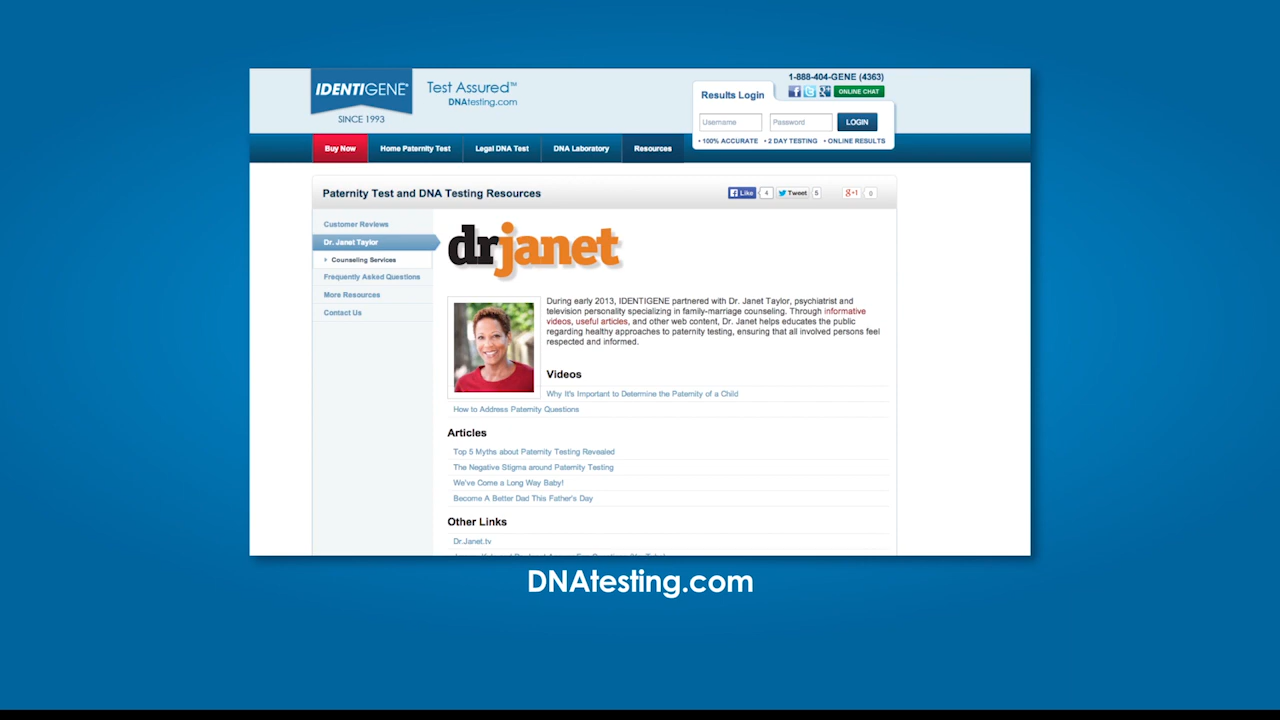 IDENTIGENE®
SINCE 1993
Test Assured™
DNAtesting.com
1-888-404-GENE (4363)
ONLINE CHAT
Results Login
Username
Password
LOGIN
• 100% ACCURATE • 2 DAY TESTING • ONLINE RESULTS
Buy Now
Home Paternity Test
Legal DNA Test
DNA Laboratory
Resources
Paternity Test and DNA Testing Resources
Like 4
Tweet 5
+1 0
Customer Reviews
Dr. Janet Taylor
Counseling Services
Frequently Asked Questions
More Resources
Contact Us
drjanet
During early 2013, IDENTIGENE partnered with Dr. Janet Taylor, psychiatrist and
television personality specializing in family-marriage counseling. Through informative
videos, useful articles, and other web content, Dr. Janet helps educates the public
regarding healthy approaches to paternity testing, ensuring that all involved persons feel
respected and informed.
Videos
Why It's Important to Determine the Paternity of a Child
How to Address Paternity Questions
Articles
Top 5 Myths about Paternity Testing Revealed
The Negative Stigma around Paternity Testing
We've Come a Long Way Baby!
Become A Better Dad This Father's Day
Other Links
Dr.Janet.tv
DNAtesting.com